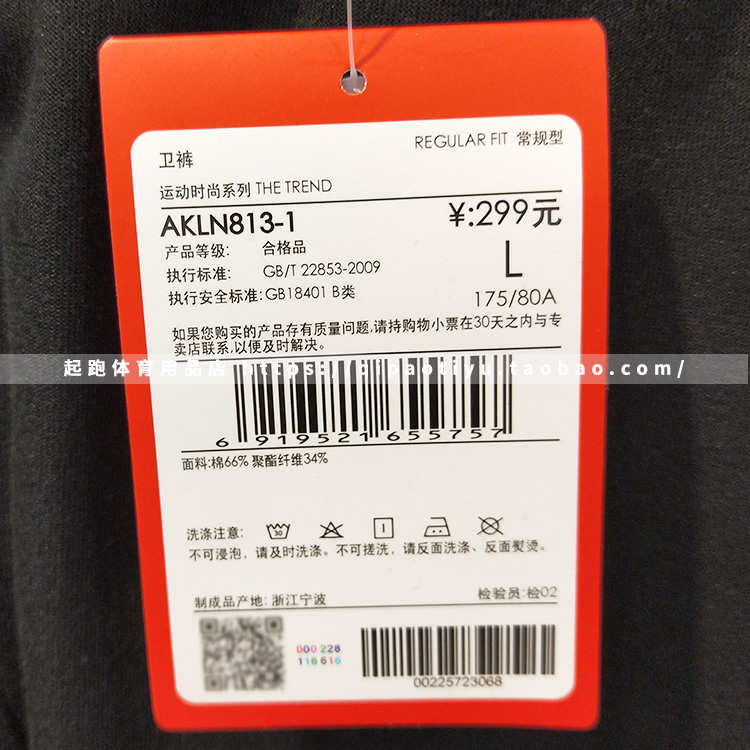 REGULAR FIT 常规型
卫裤
运动时尚系列 THE TREND
AKLN813-1
¥:299元
产品等级: 合格品
L
执行标准: GB/T 22853-2009
执行安全标准:GB18401 B类
175/80A
如果您购买的产品存有质量问题,请持购物小票在30天之内与专
卖店联系,以便及时解决。
起跑体育用品店 https://qipaotiyu.taobao.com/
6 919521 655757
面料:棉66% 聚酯纤维34%
洗涤注意:
30
不可浸泡，请及时洗涤。不可搓洗，请反面洗涤、反面熨烫。
制成品产地:浙江宁波
检验员:检02
000 228
116 616
00225723068